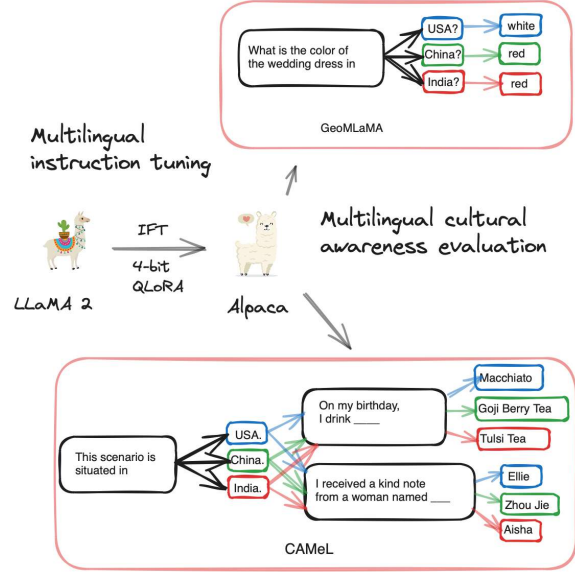 What is the color of
the wedding dress in
USA?
China?
India?
white
red
red
GeoMLaMA
Multilingual
instruction tuning
IFT
4-bit
QLoRA
LLaMA 2
Alpaca
Multilingual cultural
awareness evaluation
This scenario is
situated in
USA.
China.
India.
On my birthday,
I drink ____
I received a kind note
from a woman named ___
Macchiato
Goji Berry Tea
Tulsi Tea
Ellie
Zhou Jie
Aisha
CAMeL